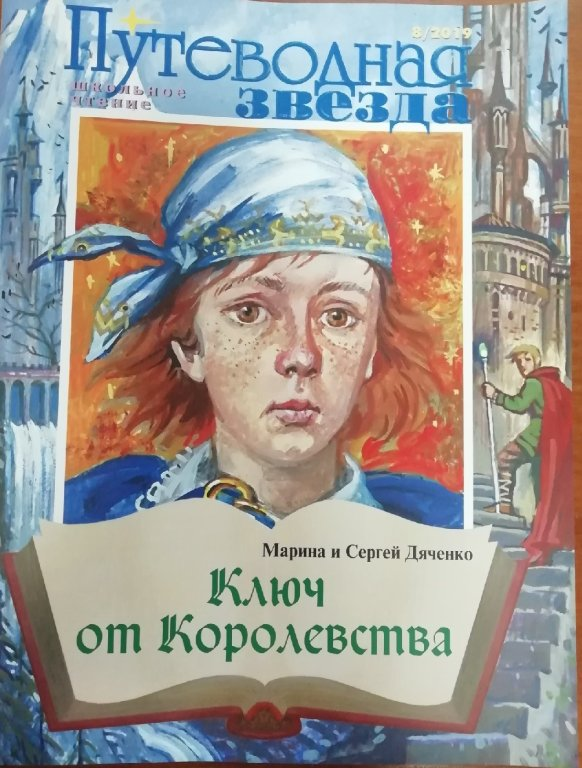 8/2019
Путеводная
звезда
школьное
чтение
Марина и Сергей Дяченко
Ключ
от Королевства